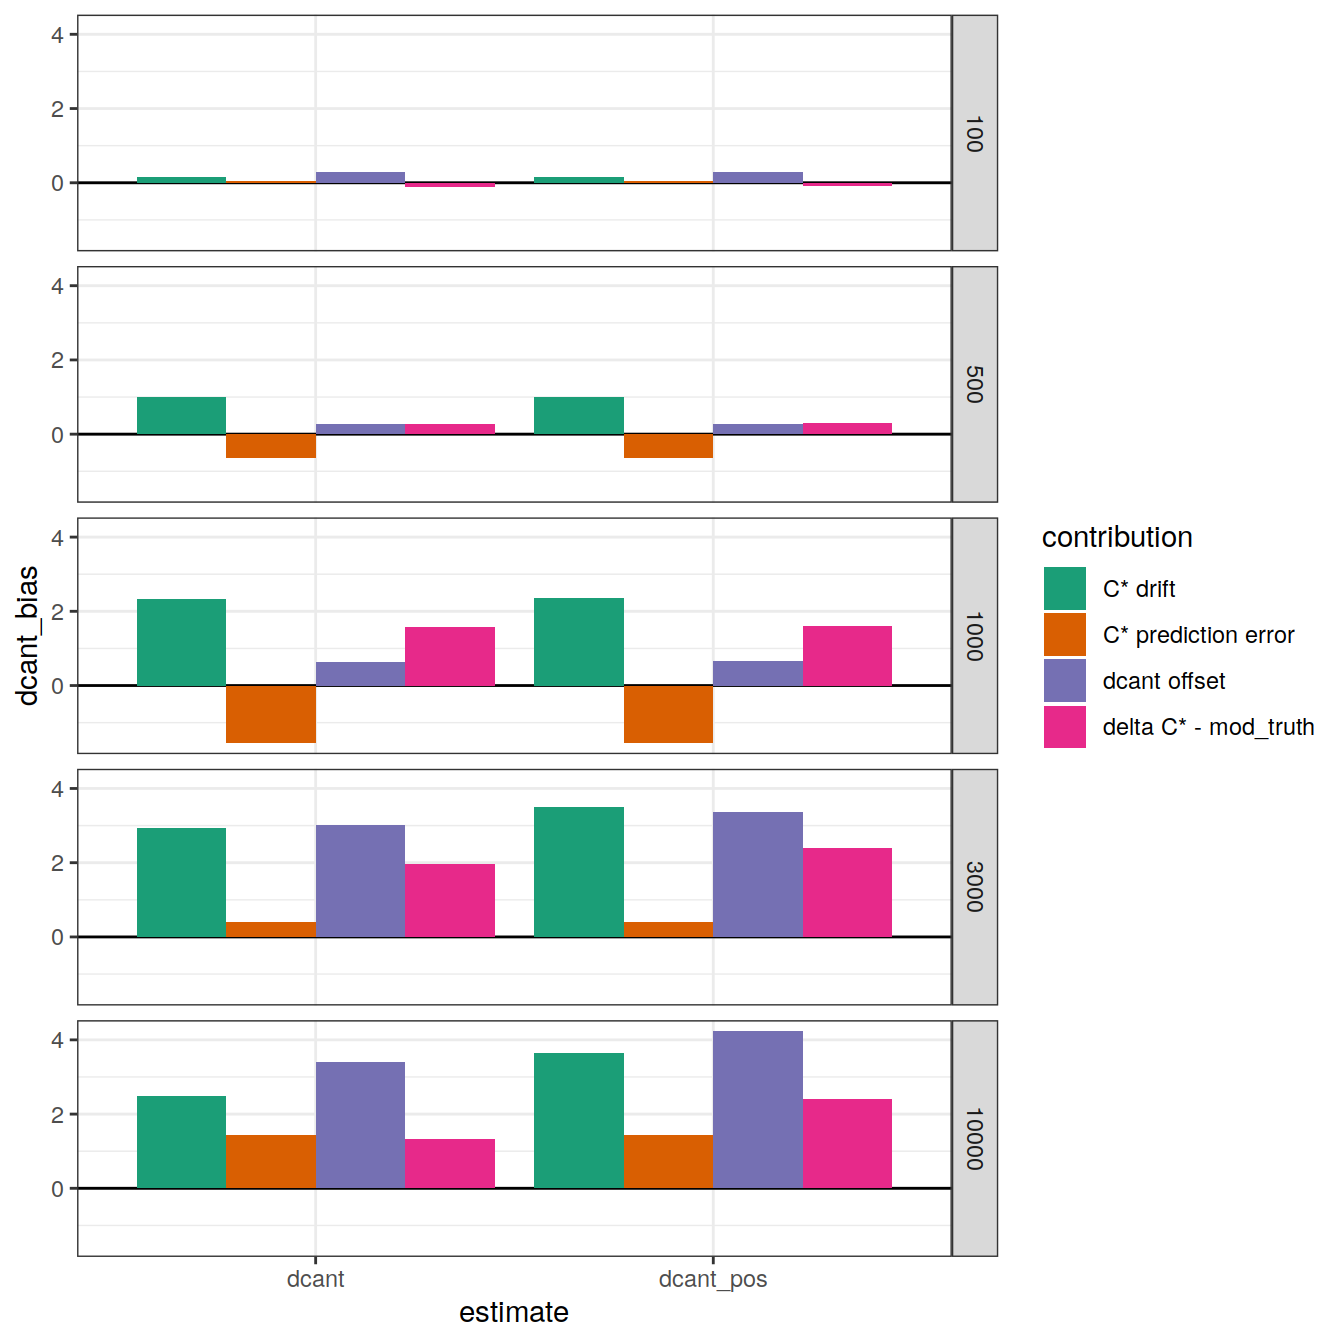 4
2
0
100
4
2
0
500
4
2
0
1000
4
2
0
3000
4
2
0
10000
dcant
dcant_pos
estimate
dcant_bias
contribution
C* drift
C* prediction error
dcant offset
delta C* - mod_truth